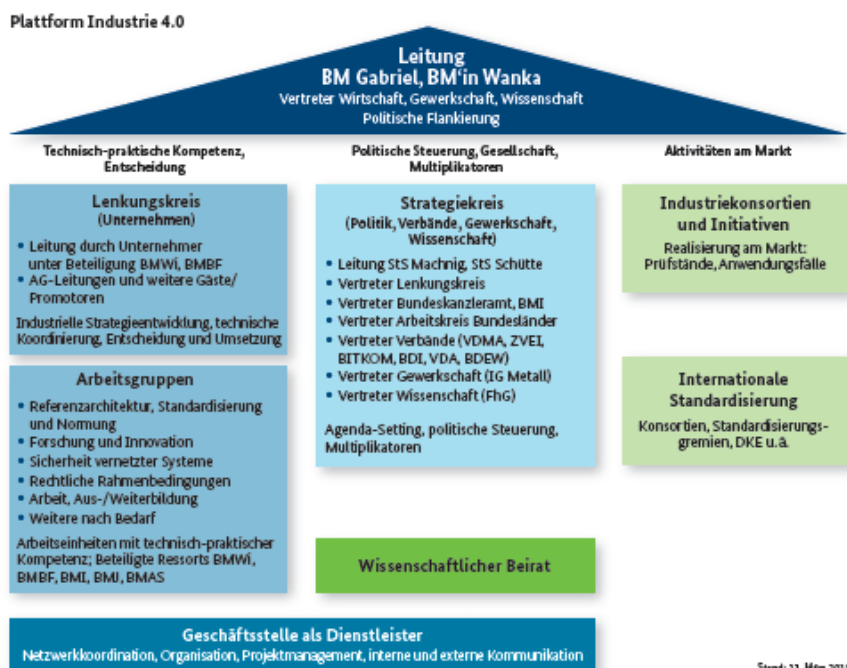 Plattform Industrie 4.0
Leitung
BM Gabriel, BM'in Wanka
Vertreter Wirtschaft, Gewerkschaft, Wissenschaft
Politische Flankierung
Technisch-praktische Kompetenz,
Entscheidung
Lenkungskreis
(Unternehmen)
• Leitung durch Unternehmer
unter Beteiligung BMWi, BMBF
• AG-Leitungen und weitere Gäste/
Promotoren
Industrielle Strategieentwicklung, technische
Koordinierung, Entscheidung und Umsetzung
Arbeitsgruppen
• Referenzarchitektur, Standardisierung
und Normung
• Forschung und Innovation
• Sicherheit vernetzter Systeme
• Rechtliche Rahmenbedingungen
• Arbeit, Aus-/Weiterbildung
• Weitere nach Bedarf
Arbeitseinheiten mit technisch-praktischer
Kompetenz; Beteiligte Ressorts BMWi,
BMBF, BMI, BMJ, BMAS
Politische Steuerung, Gesellschaft,
Multiplikatoren
Strategiekreis
(Politik, Verbände, Gewerkschaft,
Wissenschaft)
• Leitung StS Machnig, StS Schütte
• Vertreter Lenkungskreis
• Vertreter Bundeskanzleramt, BMI
• Vertreter Arbeitskreis Bundesländer
• Vertreter Verbände (VDMA, ZVEI,
BITKOM, BDI, VDA, BDEW)
• Vertreter Gewerkschaft (IG Metall)
• Vertreter Wissenschaft (FhG)
Agenda-Setting, politische Steuerung,
Multiplikatoren
Wissenschaftlicher Beirat
Aktivitäten am Markt
Industriekonsortien
und Initiativen
Realisierung am Markt:
Prüfstände, Anwendungsfälle
Internationale
Standardisierung
Konsortien, Standardisierungs-
gremien, DKE u.ä.
Geschäftsstelle als Dienstleister
Netzwerkkoordination, Organisation, Projektmanagement, interne und externe Kommunikation